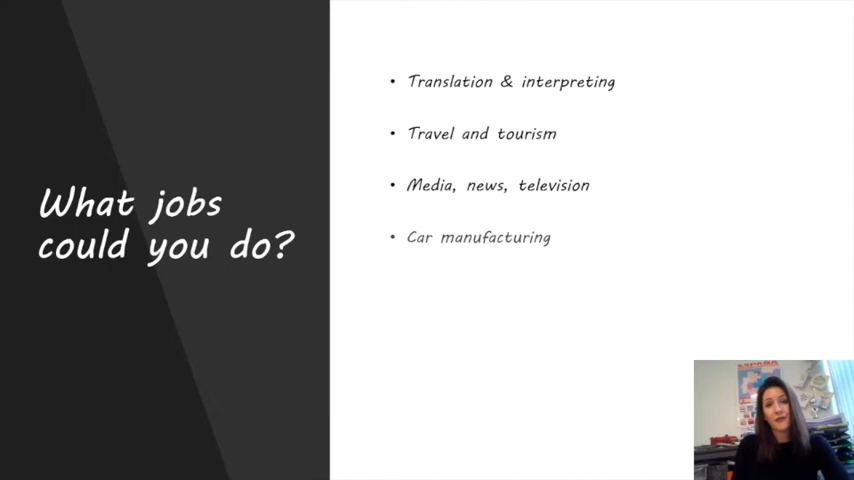 What jobs
could you do?
• Translation & interpreting
• Travel and tourism
• Media, news, television
• Car manufacturing